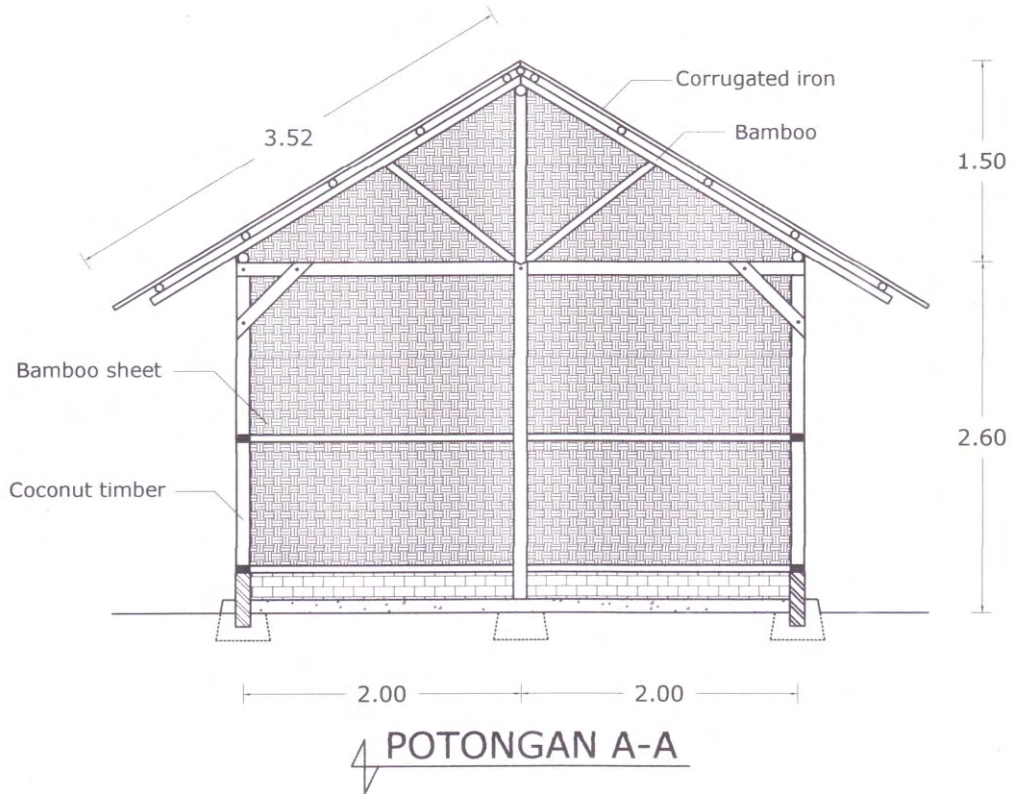 Corrugated iron
3.52
Bamboo
1.50
Bamboo sheet
2.60
Coconut timber
2.00
2.00
POTONGAN A-A